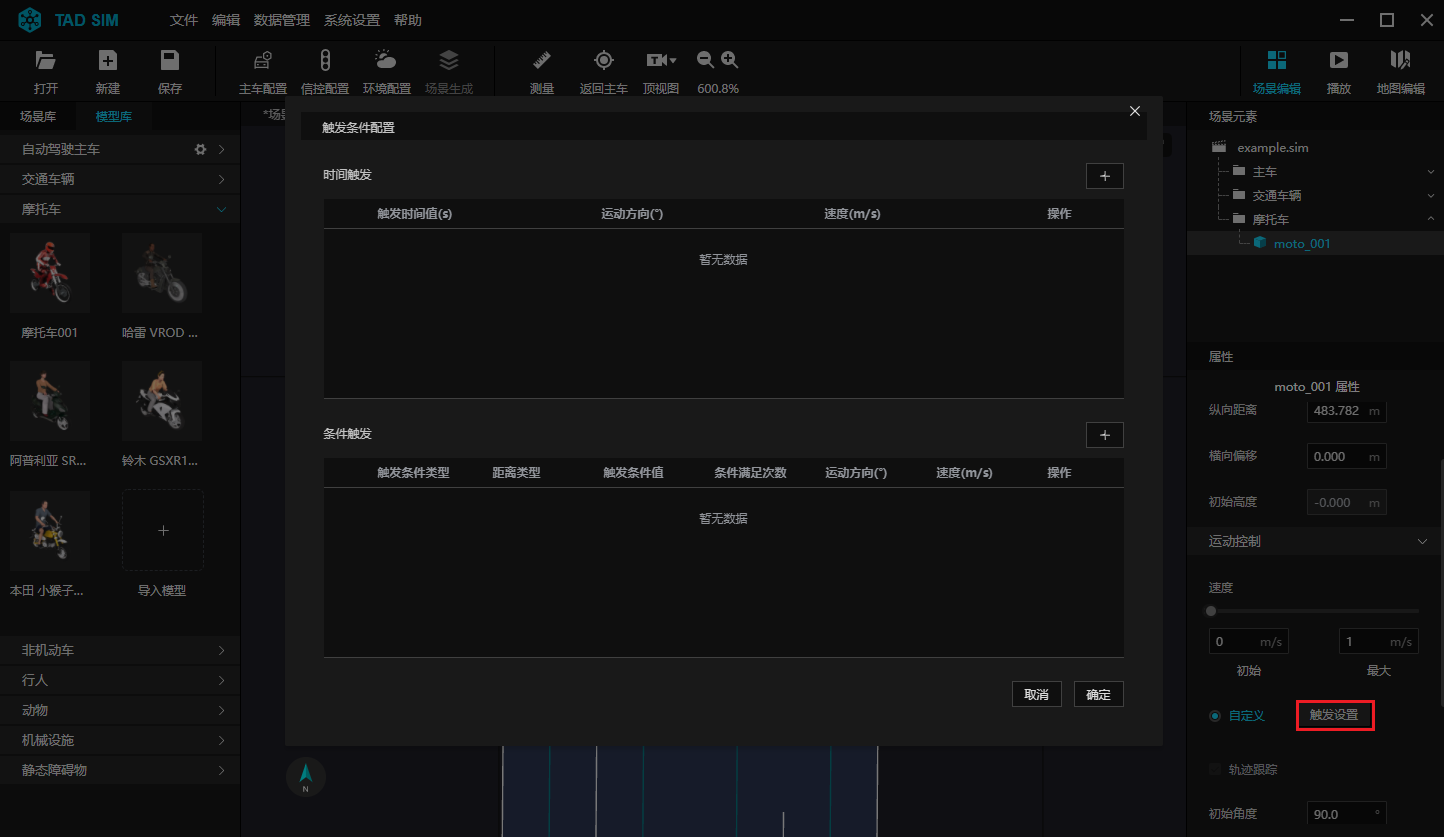 TAD SIM 文件 编辑 数据管理 系统设置 帮助
打开 新建 保存 主车配置 信控配置 环境配置 场景生成 测量 返回主车 顶视图 600.8% 场景编辑 播放 地图编辑
场景库 模型库
自动驾驶主车
交通车辆
摩托车
摩托车001 哈雷 VROD ...
阿普利亚 SR... 铃木 GSXR1...
本田 小猴子... 导入模型
非机动车
行人
动物
机械设施
静态障碍物
*场景
触发条件配置
时间触发
+
触发时间值(s) 运动方向(°) 速度(m/s) 操作
暂无数据
条件触发
+
触发条件类型 距离类型 触发条件值 条件满足次数 运动方向(°) 速度(m/s) 操作
暂无数据
取消 确定
N
场景元素
example.sim
主车
交通车辆
摩托车
moto_001
属性
moto_001 属性
纵向距离 483.782 m
横向偏移 0.000 m
初始高度 -0.000 m
运动控制
速度
0 m/s 1 m/s
初始 最大
自定义 触发设置
轨迹跟踪
初始角度 90.0 °